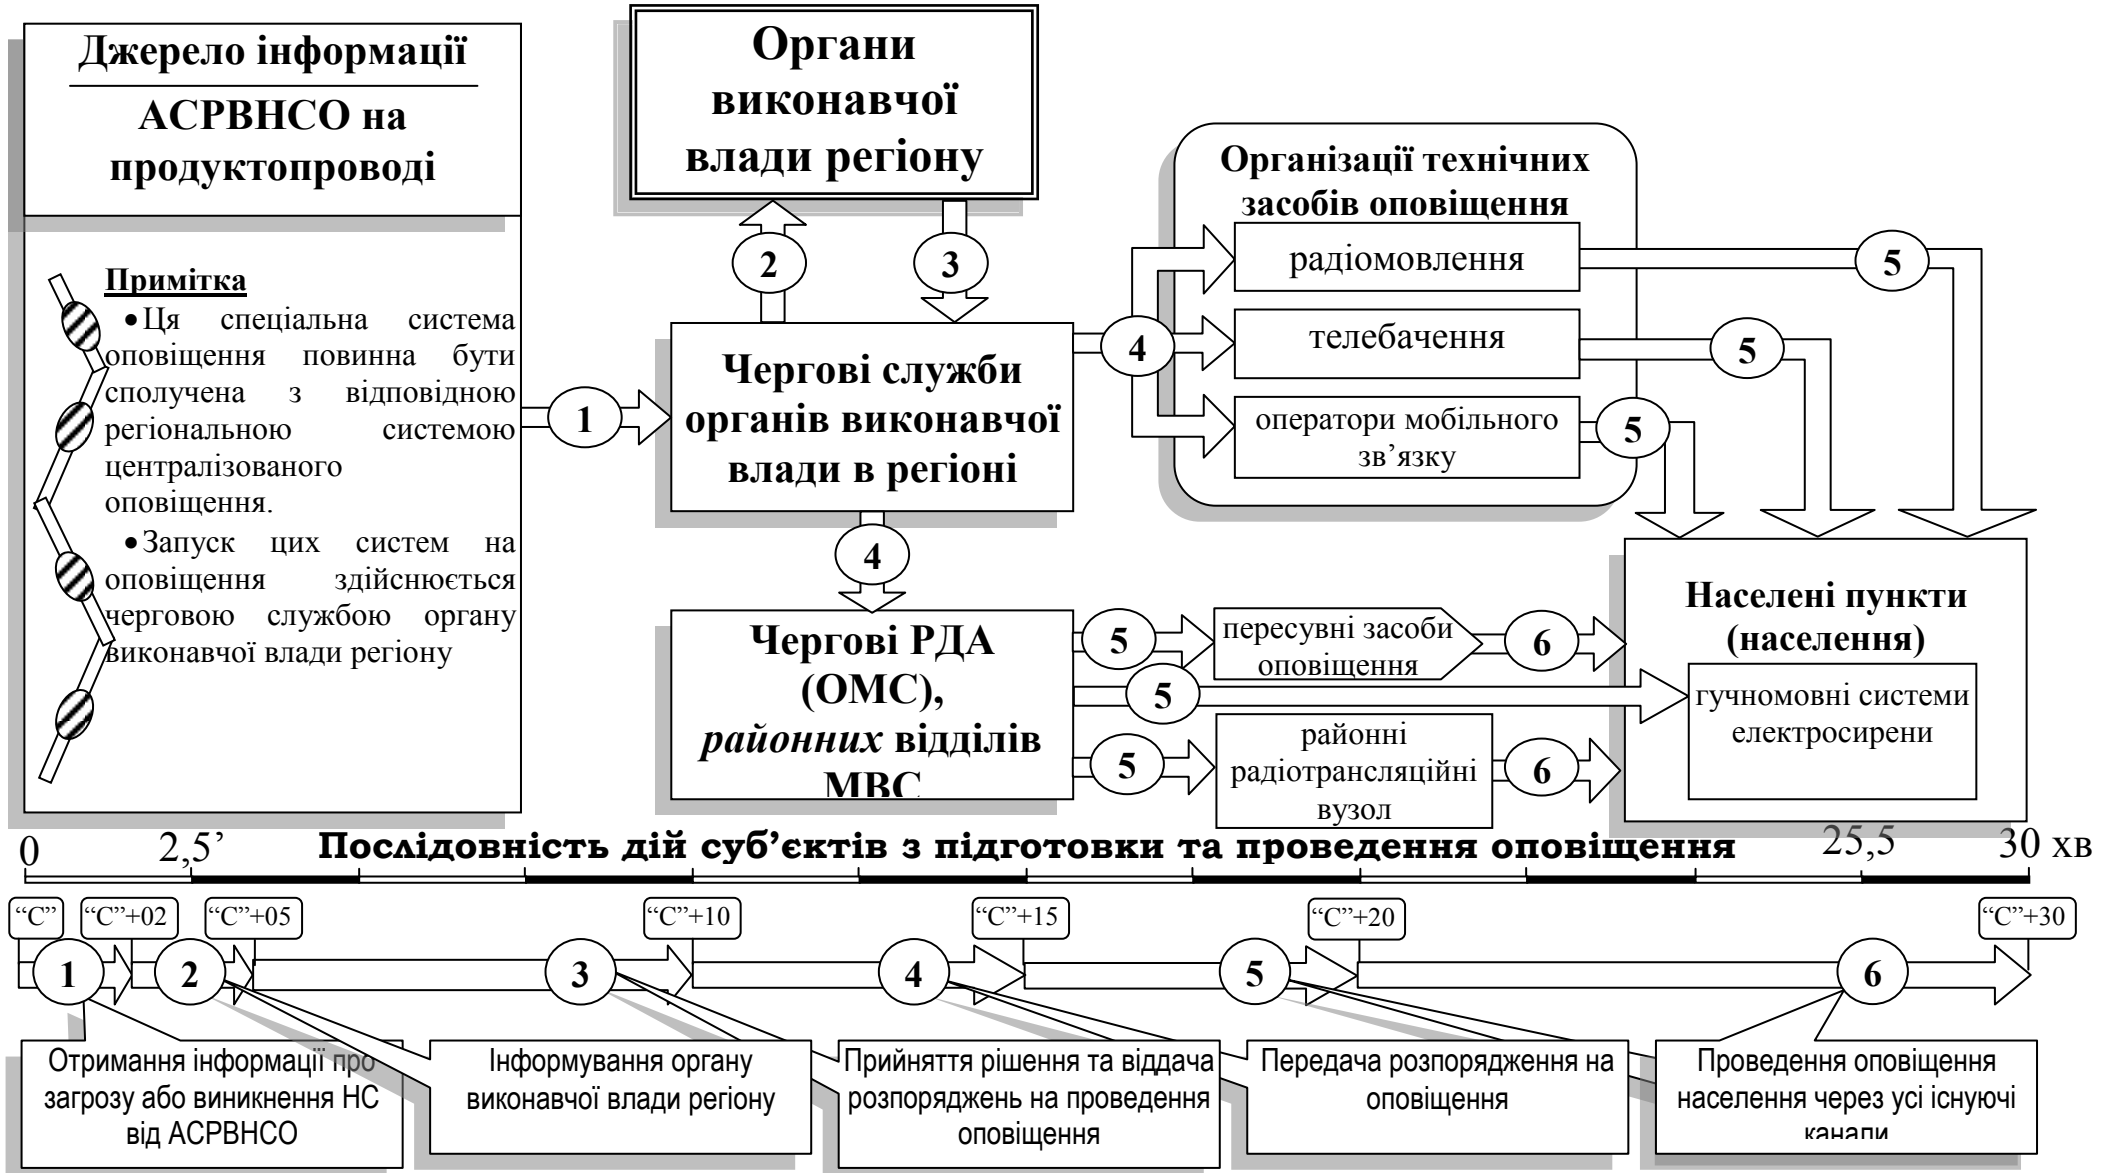 Джерело інформації
АСРВНСО на
продуктопроводі
Примітка
•Ця спеціальна система
оповіщення повинна бути
сполучена з відповідною
регіональною системою
централізованого
оповіщення.
•Запуск цих систем на
оповіщення здійснюється
черговою службою органу
виконавчої влади регіону
1
Органи
виконавчої
влади регіону
2
3
Чергові служби
органів виконавчої
влади в регіоні
4
4
Організації технічних
засобів оповіщення
радіомовлення
5
телебачення
5
оператори мобільного
зв’язку
5
Чергові РДА
(ОМС),
районних відділів
МВС
5
пересувні засоби
оповіщення
6
5
5
районні
радіотрансляційні
вузол
6
Населені пункти
(населення)
гучномовні системи
електросирени
0
2,5’
Послідовність дій суб’єктів з підготовки та проведення оповіщення
25,5
30 хв
“С”
“С”+02
“С”+05
“С”+10
“С”+15
“С”+20
“С”+30
1
2
3
4
5
6
Отримання інформації про
загрозу або виникнення НС
від АСРВНСО
Інформування органу
виконавчої влади регіону
Прийняття рішення та віддача
розпоряджень на проведення
оповіщення
Передача розпорядження на
оповіщення
Проведення оповіщення
населення через усі існуючі
канали